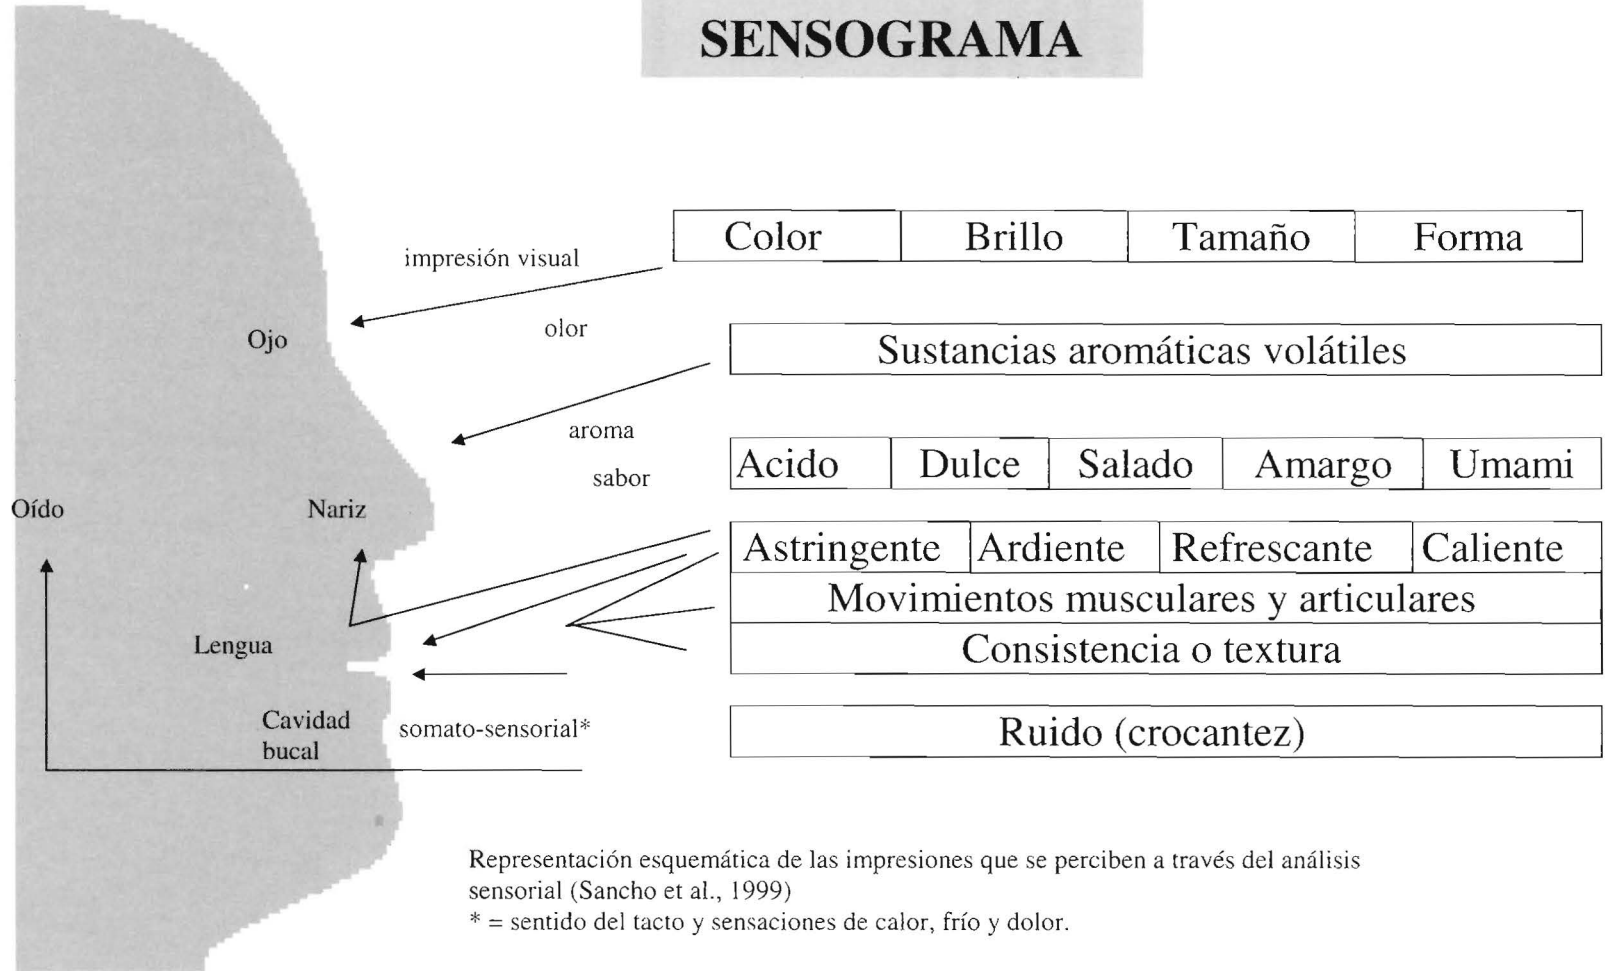 SENSOGRAMA
Color Brillo Tamaño Forma
impresión visual
olor
Ojo
Sustancias aromáticas volátiles
aroma
sabor
Acido Dulce Salado Amargo Umami
Oído
Nariz
Astringente Ardiente Refrescante Caliente
Movimientos musculares y articulares
Lengua
Consistencia o textura
Cavidad
bucal
somato-sensorial*
Ruido (crocantez)
Representación esquemática de las impresiones que se perciben a través del análisis
sensorial (Sancho et al., 1999)
* = sentido del tacto y sensaciones de calor, frío y dolor.